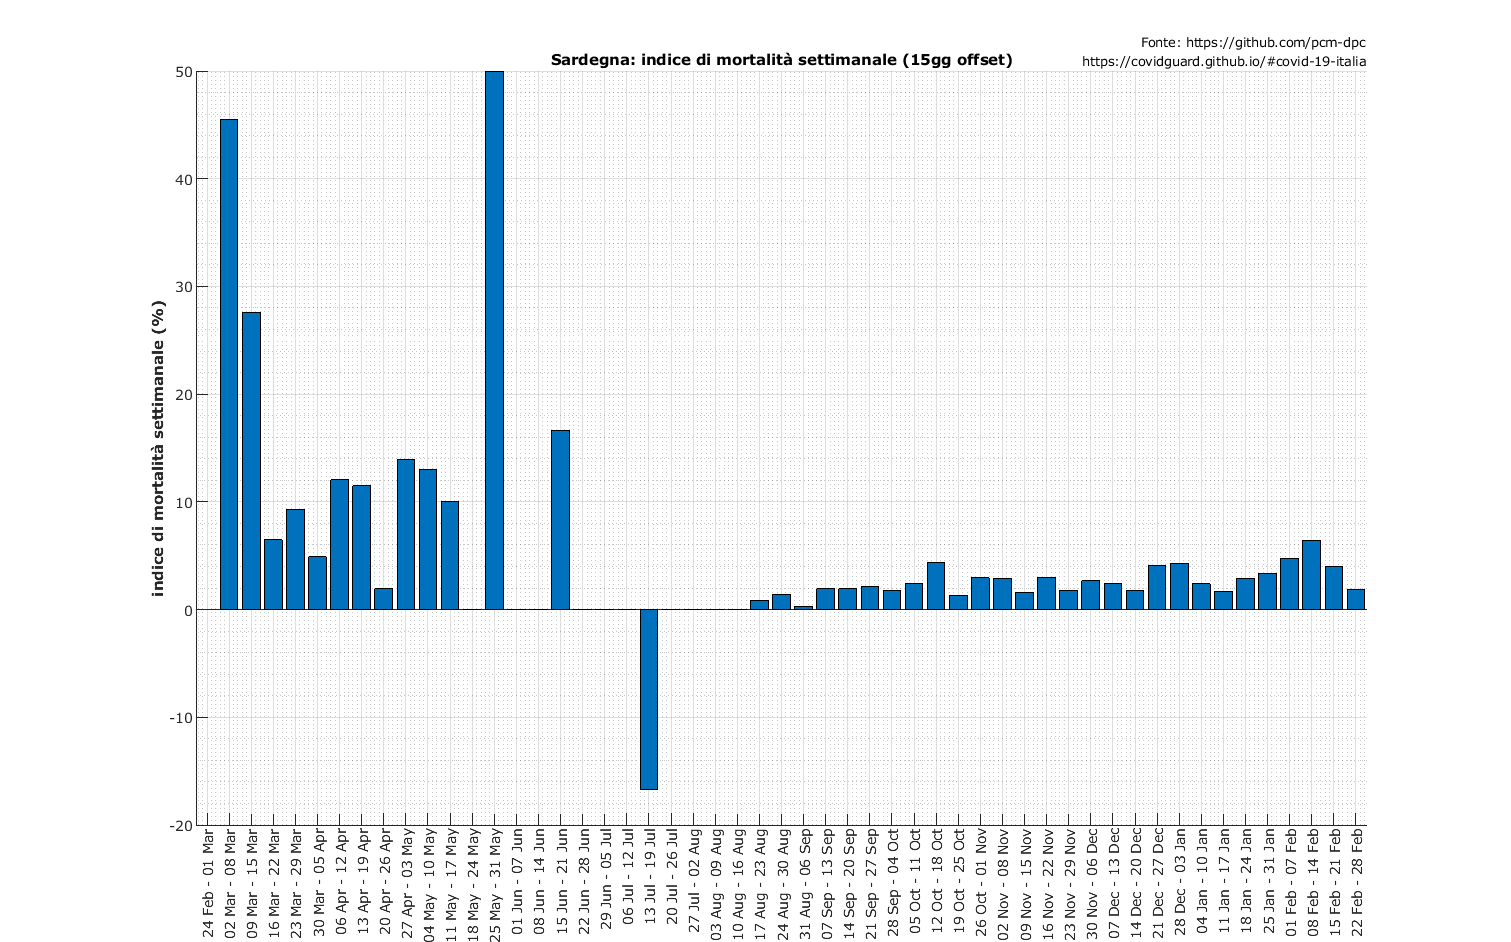 Fonte: https://github.com/pcm-dpc
Sardegna: indice di mortalità settimanale (15gg offset)
https://covidguard.github.io/#covid-19-italia
50
40
30
20
10
0
-10
-20
indice di mortalità settimanale (%)
24 Feb - 01 Mar
02 Mar - 08 Mar
09 Mar - 15 Mar
16 Mar - 22 Mar
23 Mar - 29 Mar
30 Mar - 05 Apr
06 Apr - 12 Apr
13 Apr - 19 Apr
20 Apr - 26 Apr
27 Apr - 03 May
04 May - 10 May
11 May - 17 May
18 May - 24 May
25 May - 31 May
01 Jun - 07 Jun
08 Jun - 14 Jun
15 Jun - 21 Jun
22 Jun - 28 Jun
29 Jun - 05 Jul
06 Jul - 12 Jul
13 Jul - 19 Jul
20 Jul - 26 Jul
27 Jul - 02 Aug
03 Aug - 09 Aug
10 Aug - 16 Aug
17 Aug - 23 Aug
24 Aug - 30 Aug
31 Aug - 06 Sep
07 Sep - 13 Sep
14 Sep - 20 Sep
21 Sep - 27 Sep
28 Sep - 04 Oct
05 Oct - 11 Oct
12 Oct - 18 Oct
19 Oct - 25 Oct
26 Oct - 01 Nov
02 Nov - 08 Nov
09 Nov - 15 Nov
16 Nov - 22 Nov
23 Nov - 29 Nov
30 Nov - 06 Dec
07 Dec - 13 Dec
14 Dec - 20 Dec
21 Dec - 27 Dec
28 Dec - 03 Jan
04 Jan - 10 Jan
11 Jan - 17 Jan
18 Jan - 24 Jan
25 Jan - 31 Jan
01 Feb - 07 Feb
08 Feb - 14 Feb
15 Feb - 21 Feb
22 Feb - 28 Feb